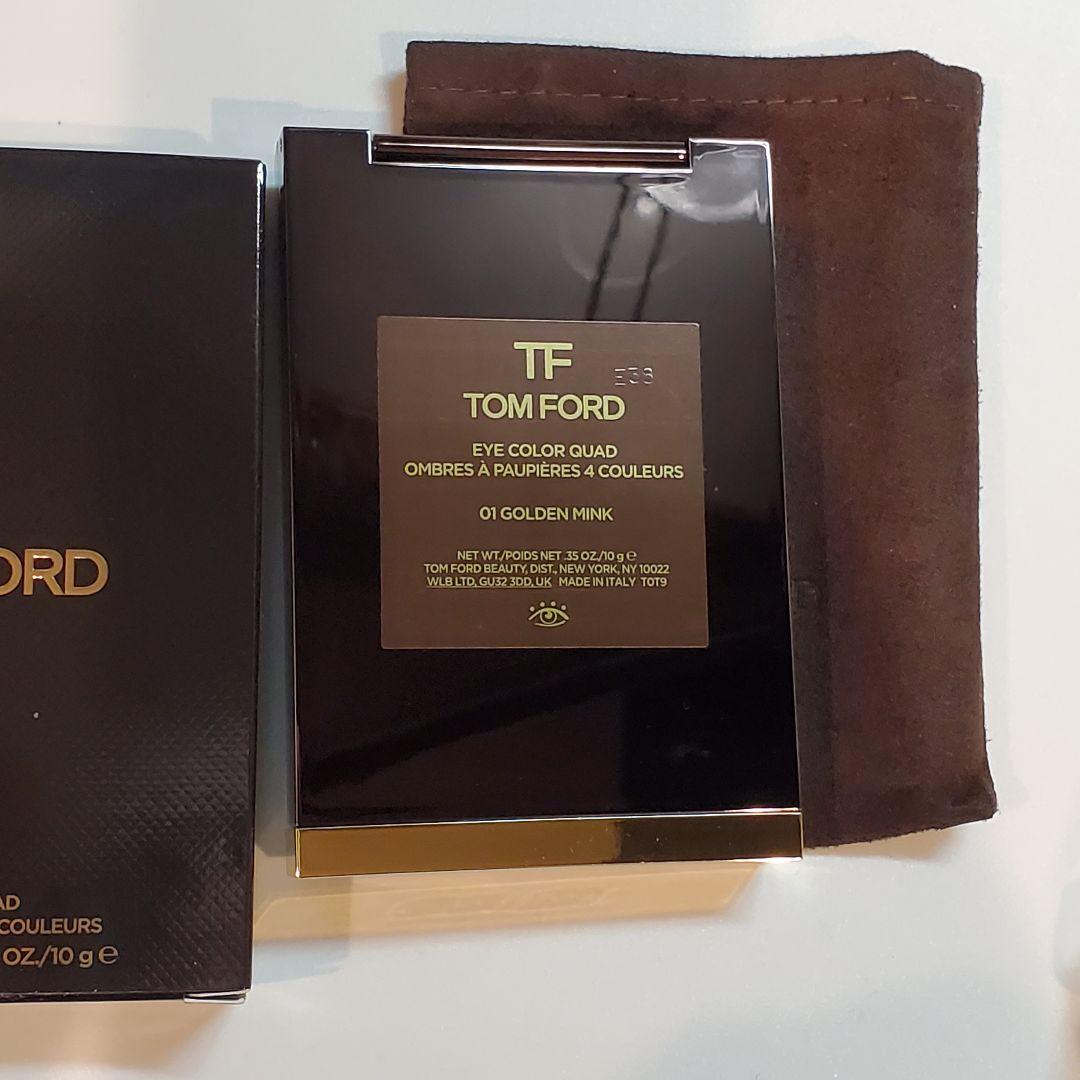 ORD
AD
COULEURS
OZ./10 g ℮
TF
E38
TOM FORD
EYE COLOR QUAD
OMBRES À PAUPIÈRES 4 COULEURS
01 GOLDEN MINK
NET WT./POIDS NET .35 OZ./10 g ℮
TOM FORD BEAUTY, DIST., NEW YORK, NY 10022
WLB LTD, GU32 3DD, UK MADE IN ITALY T0T9